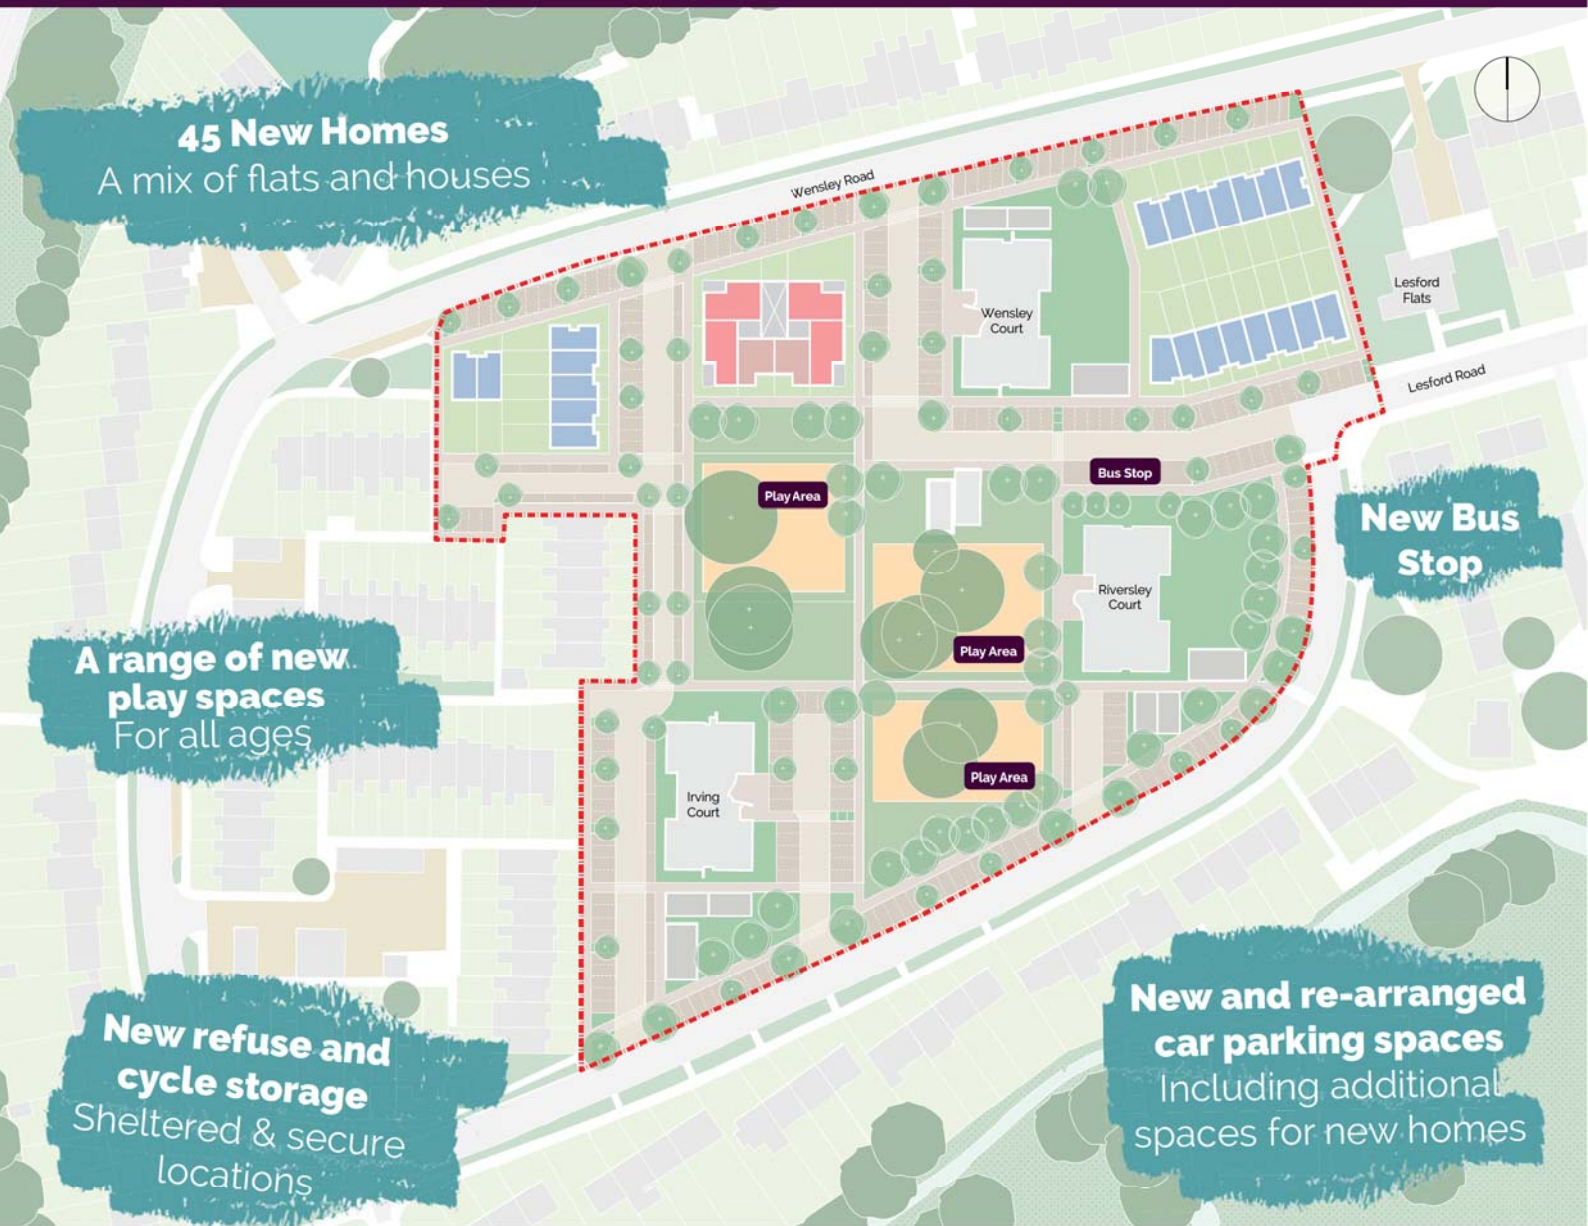 45 New Homes
A mix of flats and houses
Wensley Road
Wensley
Court
Lesford
Flats
Lesford Road
Bus Stop
Play Area
New Bus
Stop
Riversley
Court
Play Area
A range of new
play spaces
For all ages
Play Area
Irving
Court
New refuse and
cycle storage
Sheltered & secure
locations
New and re-arranged
car parking spaces
Including additional
spaces for new homes